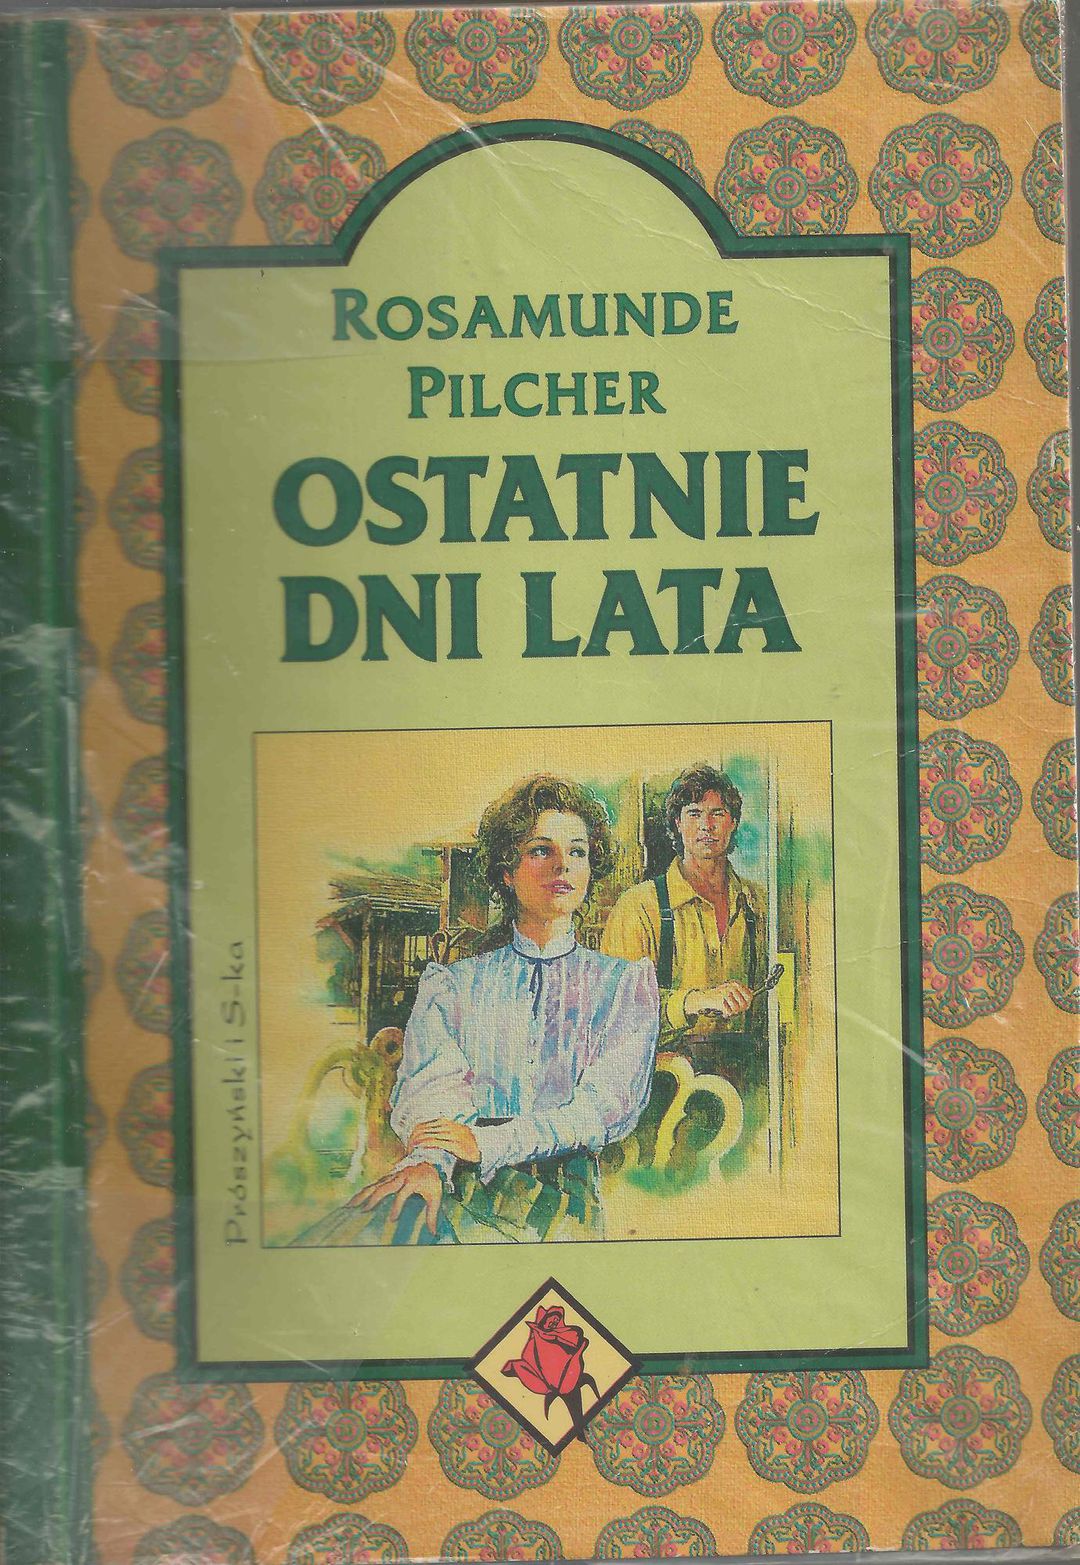 ROSAMUNDE
PILCHER
OSTATNIE
DNI LATA
Prószyński i S-ka